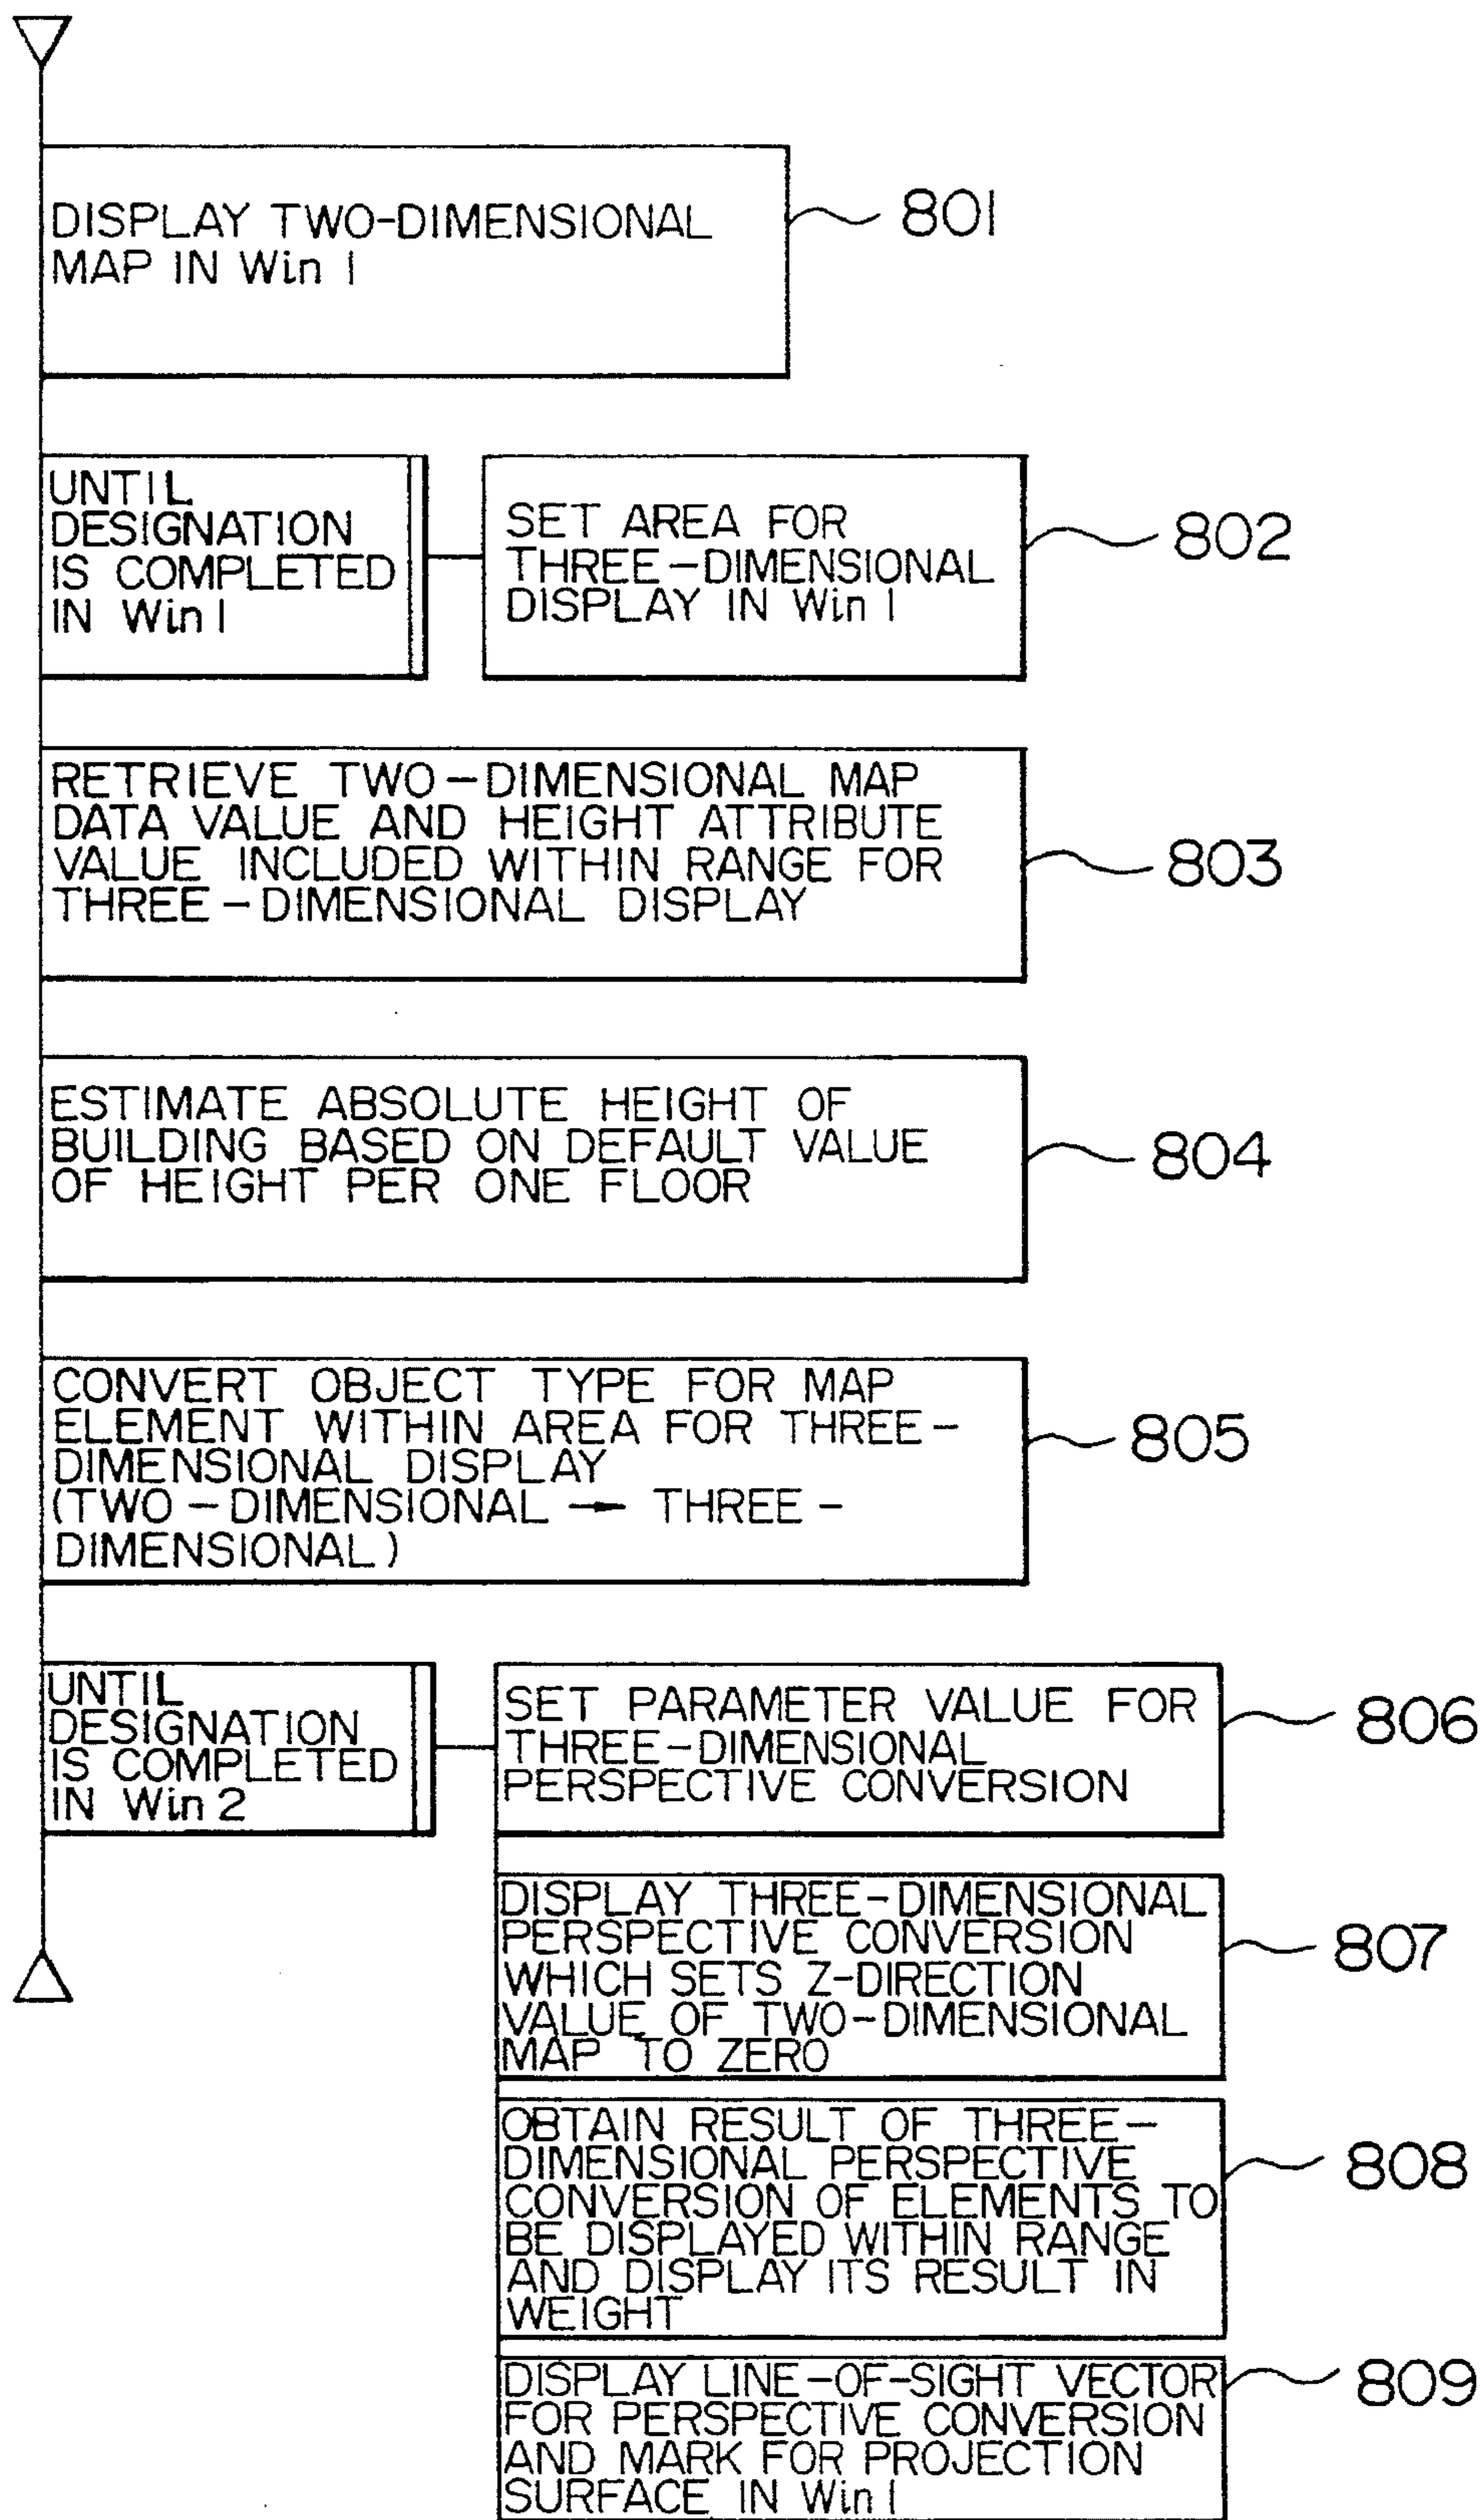 DISPLAY TWO-DIMENSIONAL
MAP IN Win 1
801
UNTIL
DESIGNATION
IS COMPLETED
IN Win 1
SET AREA FOR
THREE-DIMENSIONAL
DISPLAY IN Win 1
802
RETRIEVE TWO-DIMENSIONAL MAP
DATA VALUE AND HEIGHT ATTRIBUTE
VALUE INCLUDED WITHIN RANGE FOR
THREE-DIMENSIONAL DISPLAY
803
ESTIMATE ABSOLUTE HEIGHT OF
BUILDING BASED ON DEFAULT VALUE
OF HEIGHT PER ONE FLOOR
804
CONVERT OBJECT TYPE FOR MAP
ELEMENT WITHIN AREA FOR THREE-
DIMENSIONAL DISPLAY
(TWO-DIMENSIONAL → THREE-
DIMENSIONAL)
805
UNTIL
DESIGNATION
IS COMPLETED
IN Win 2
SET PARAMETER VALUE FOR
THREE-DIMENSIONAL
PERSPECTIVE CONVERSION
806
DISPLAY THREE-DIMENSIONAL
PERSPECTIVE CONVERSION
WHICH SETS Z-DIRECTION
VALUE OF TWO-DIMENSIONAL
MAP TO ZERO
807
OBTAIN RESULT OF THREE-
DIMENSIONAL PERSPECTIVE
CONVERSION OF ELEMENTS TO
BE DISPLAYED WITHIN RANGE
AND DISPLAY ITS RESULT IN
WEIGHT
808
DISPLAY LINE-OF-SIGHT VECTOR
FOR PERSPECTIVE CONVERSION
AND MARK FOR PROJECTION
SURFACE IN Win 1
809